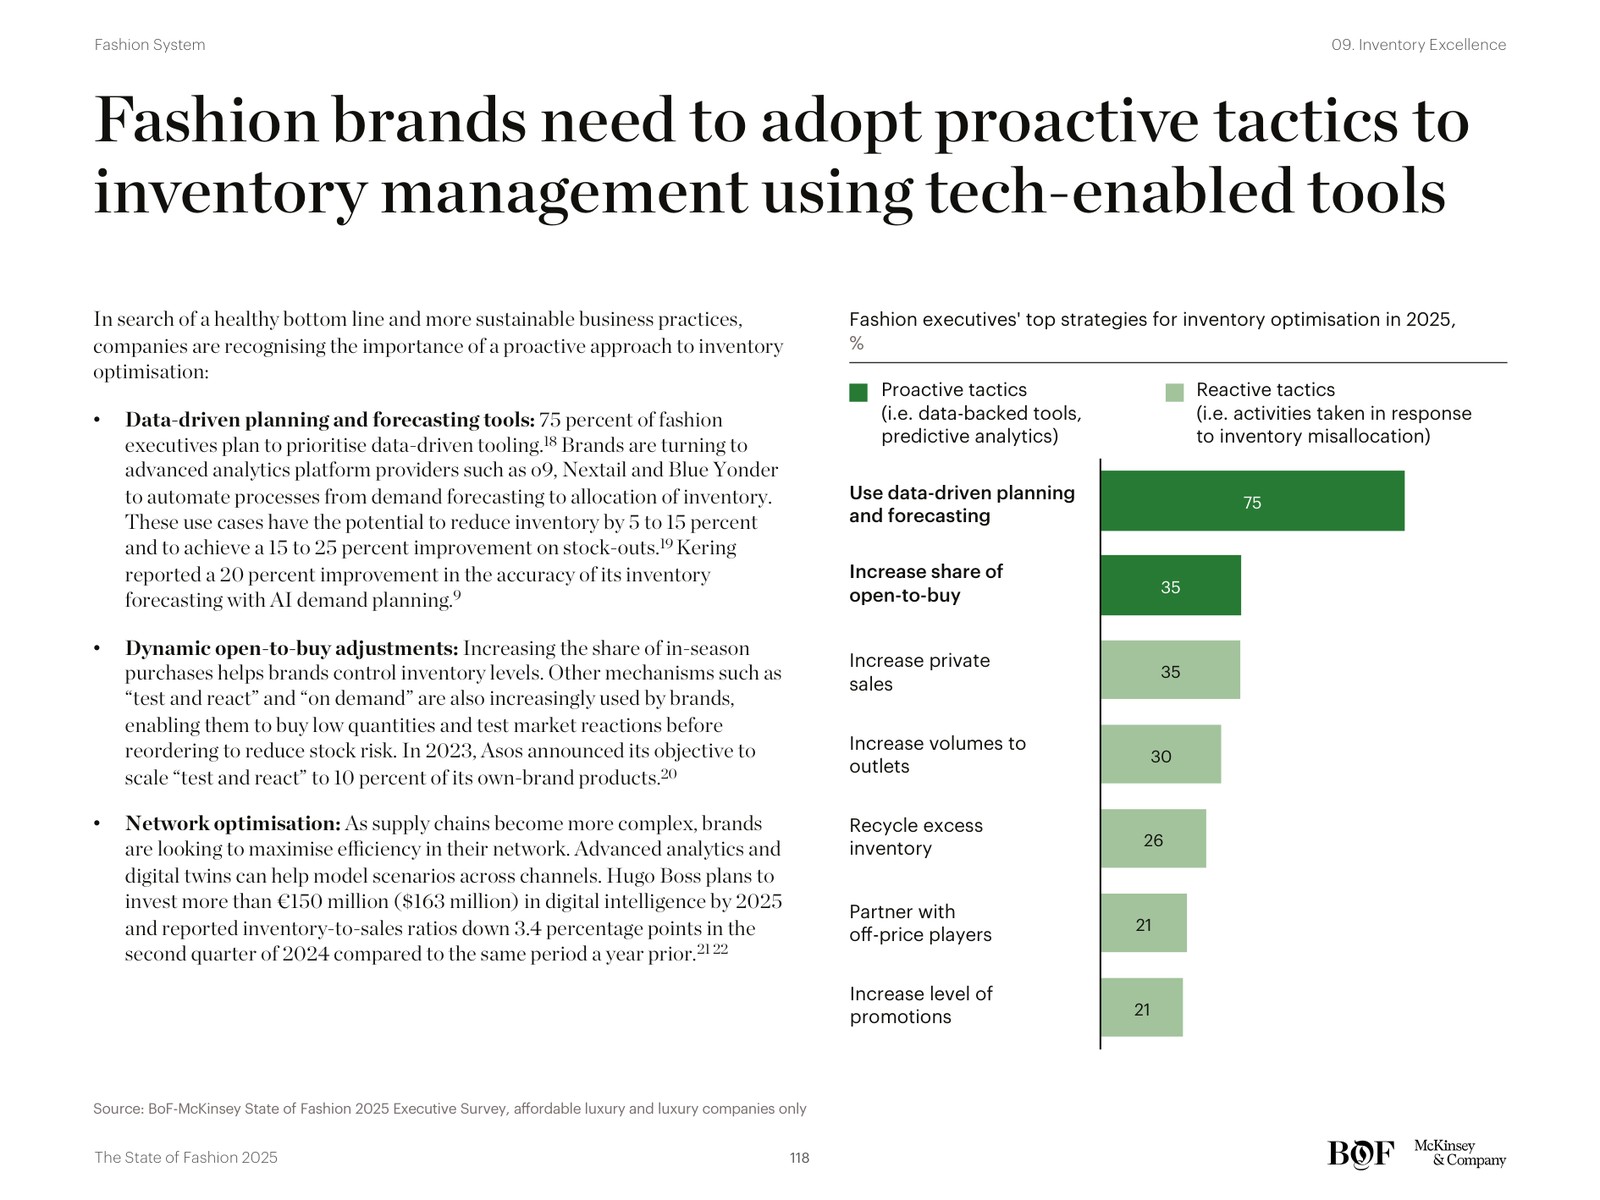 Fashion System
09. Inventory Excellence
Fashion brands need to adopt proactive tactics to
inventory management using tech-enabled tools
In search of a healthy bottom line and more sustainable business practices,
companies are recognising the importance of a proactive approach to inventory
optimisation:
• Data-driven planning and forecasting tools: 75 percent of fashion
executives plan to prioritise data-driven tooling.18 Brands are turning to
advanced analytics platform providers such as o9, Nextail and Blue Yonder
to automate processes from demand forecasting to allocation of inventory.
These use cases have the potential to reduce inventory by 5 to 15 percent
and to achieve a 15 to 25 percent improvement on stock-outs.19 Kering
reported a 20 percent improvement in the accuracy of its inventory
forecasting with AI demand planning.9
• Dynamic open-to-buy adjustments: Increasing the share of in-season
purchases helps brands control inventory levels. Other mechanisms such as
“test and react” and “on demand” are also increasingly used by brands,
enabling them to buy low quantities and test market reactions before
reordering to reduce stock risk. In 2023, Asos announced its objective to
scale “test and react” to 10 percent of its own-brand products.20
• Network optimisation: As supply chains become more complex, brands
are looking to maximise efficiency in their network. Advanced analytics and
digital twins can help model scenarios across channels. Hugo Boss plans to
invest more than €150 million ($163 million) in digital intelligence by 2025
and reported inventory-to-sales ratios down 3.4 percentage points in the
second quarter of 2024 compared to the same period a year prior.21 22
Fashion executives' top strategies for inventory optimisation in 2025,
%
Proactive tactics
(i.e. data-backed tools,
predictive analytics)
Reactive tactics
(i.e. activities taken in response
to inventory misallocation)
Use data-driven planning
and forecasting
75
Increase share of
open-to-buy
35
Increase private
sales
35
Increase volumes to
outlets
30
Recycle excess
inventory
26
Partner with
off-price players
21
Increase level of
promotions
21
Source: BoF-McKinsey State of Fashion 2025 Executive Survey, affordable luxury and luxury companies only
The State of Fashion 2025
118
BOF
McKinsey
& Company